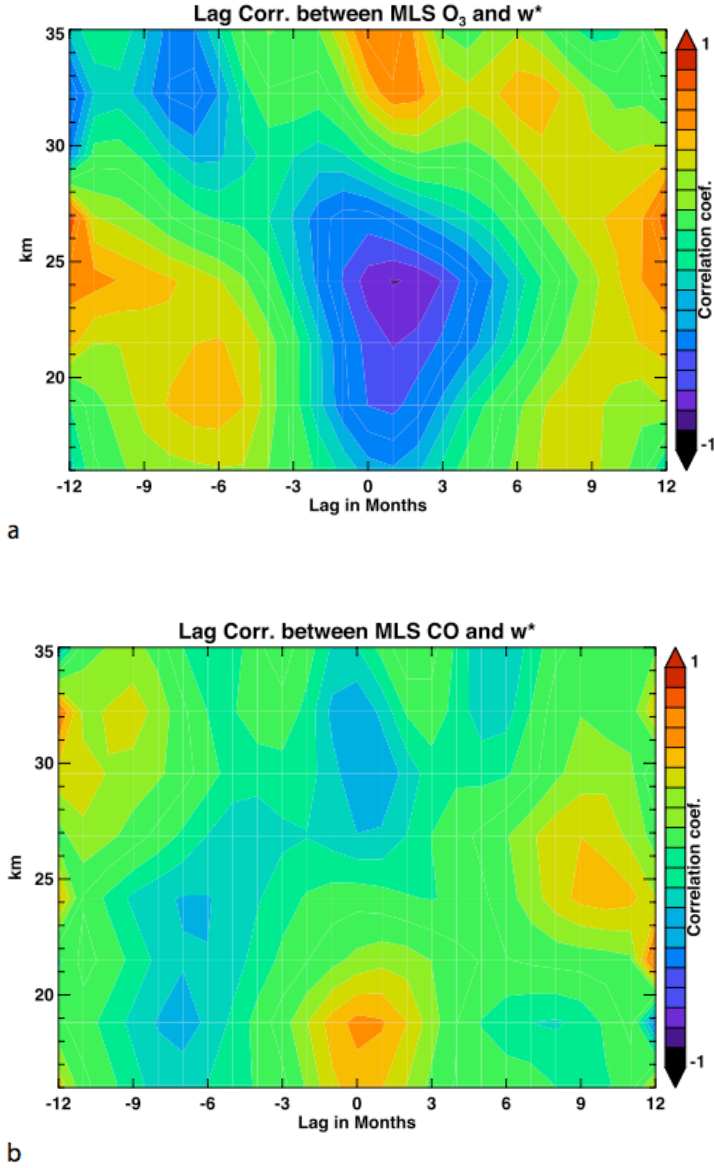 Lag Corr. between MLS O3 and w*
35
30
25
20
km
-12 -9 -6 -3 0 3 6 9 12
Lag in Months
1
Correlation coef.
-1
a
Lag Corr. between MLS CO and w*
35
30
25
20
km
-12 -9 -6 -3 0 3 6 9 12
Lag in Months
1
Correlation coef.
-1
b